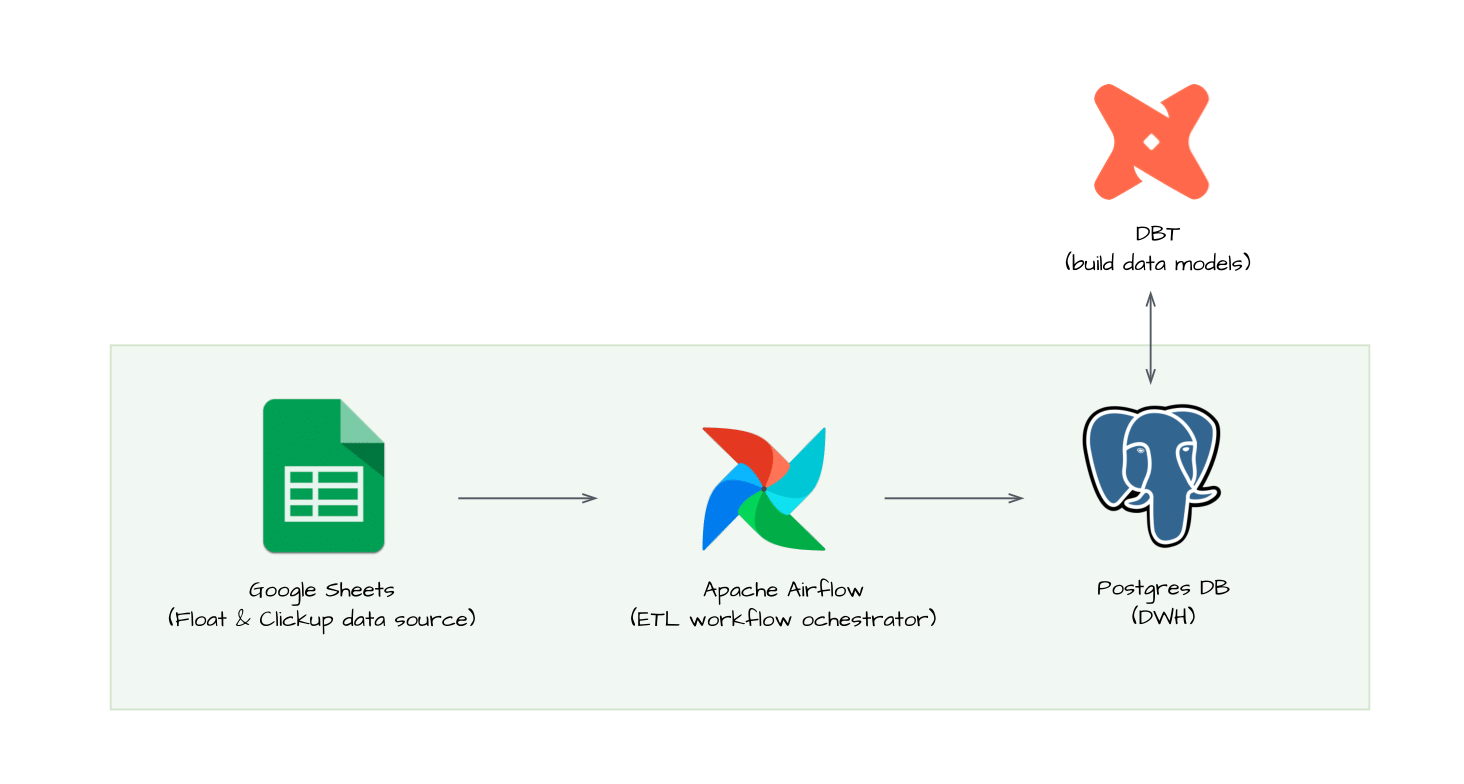 DBT
(build data models)
Google Sheets
(Float & Clickup data source)
Apache Airflow
(ETL workflow ochestrator)
Postgres DB
(DWH)